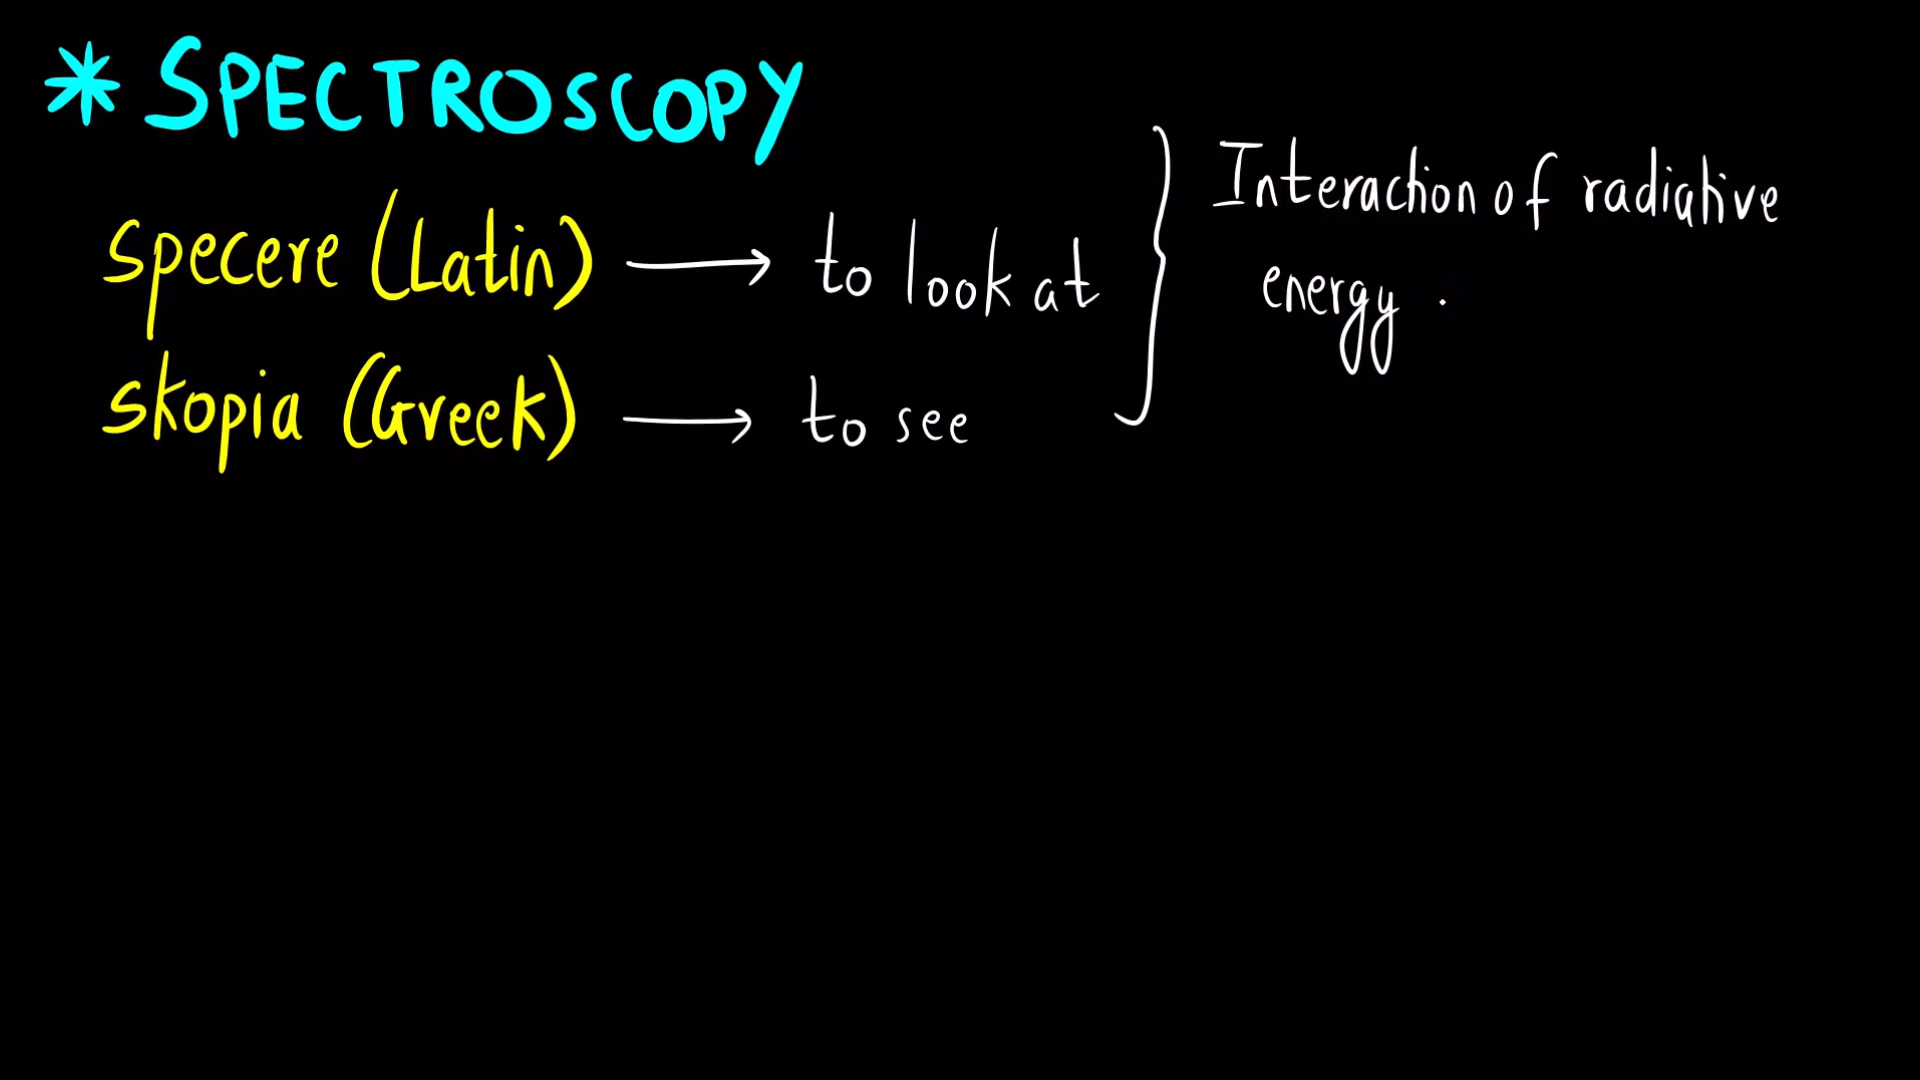 * SPECTROSCOPY
specere (Latin) → to look at
skopia (Greek) → to see
} Interaction of radiative
energy .